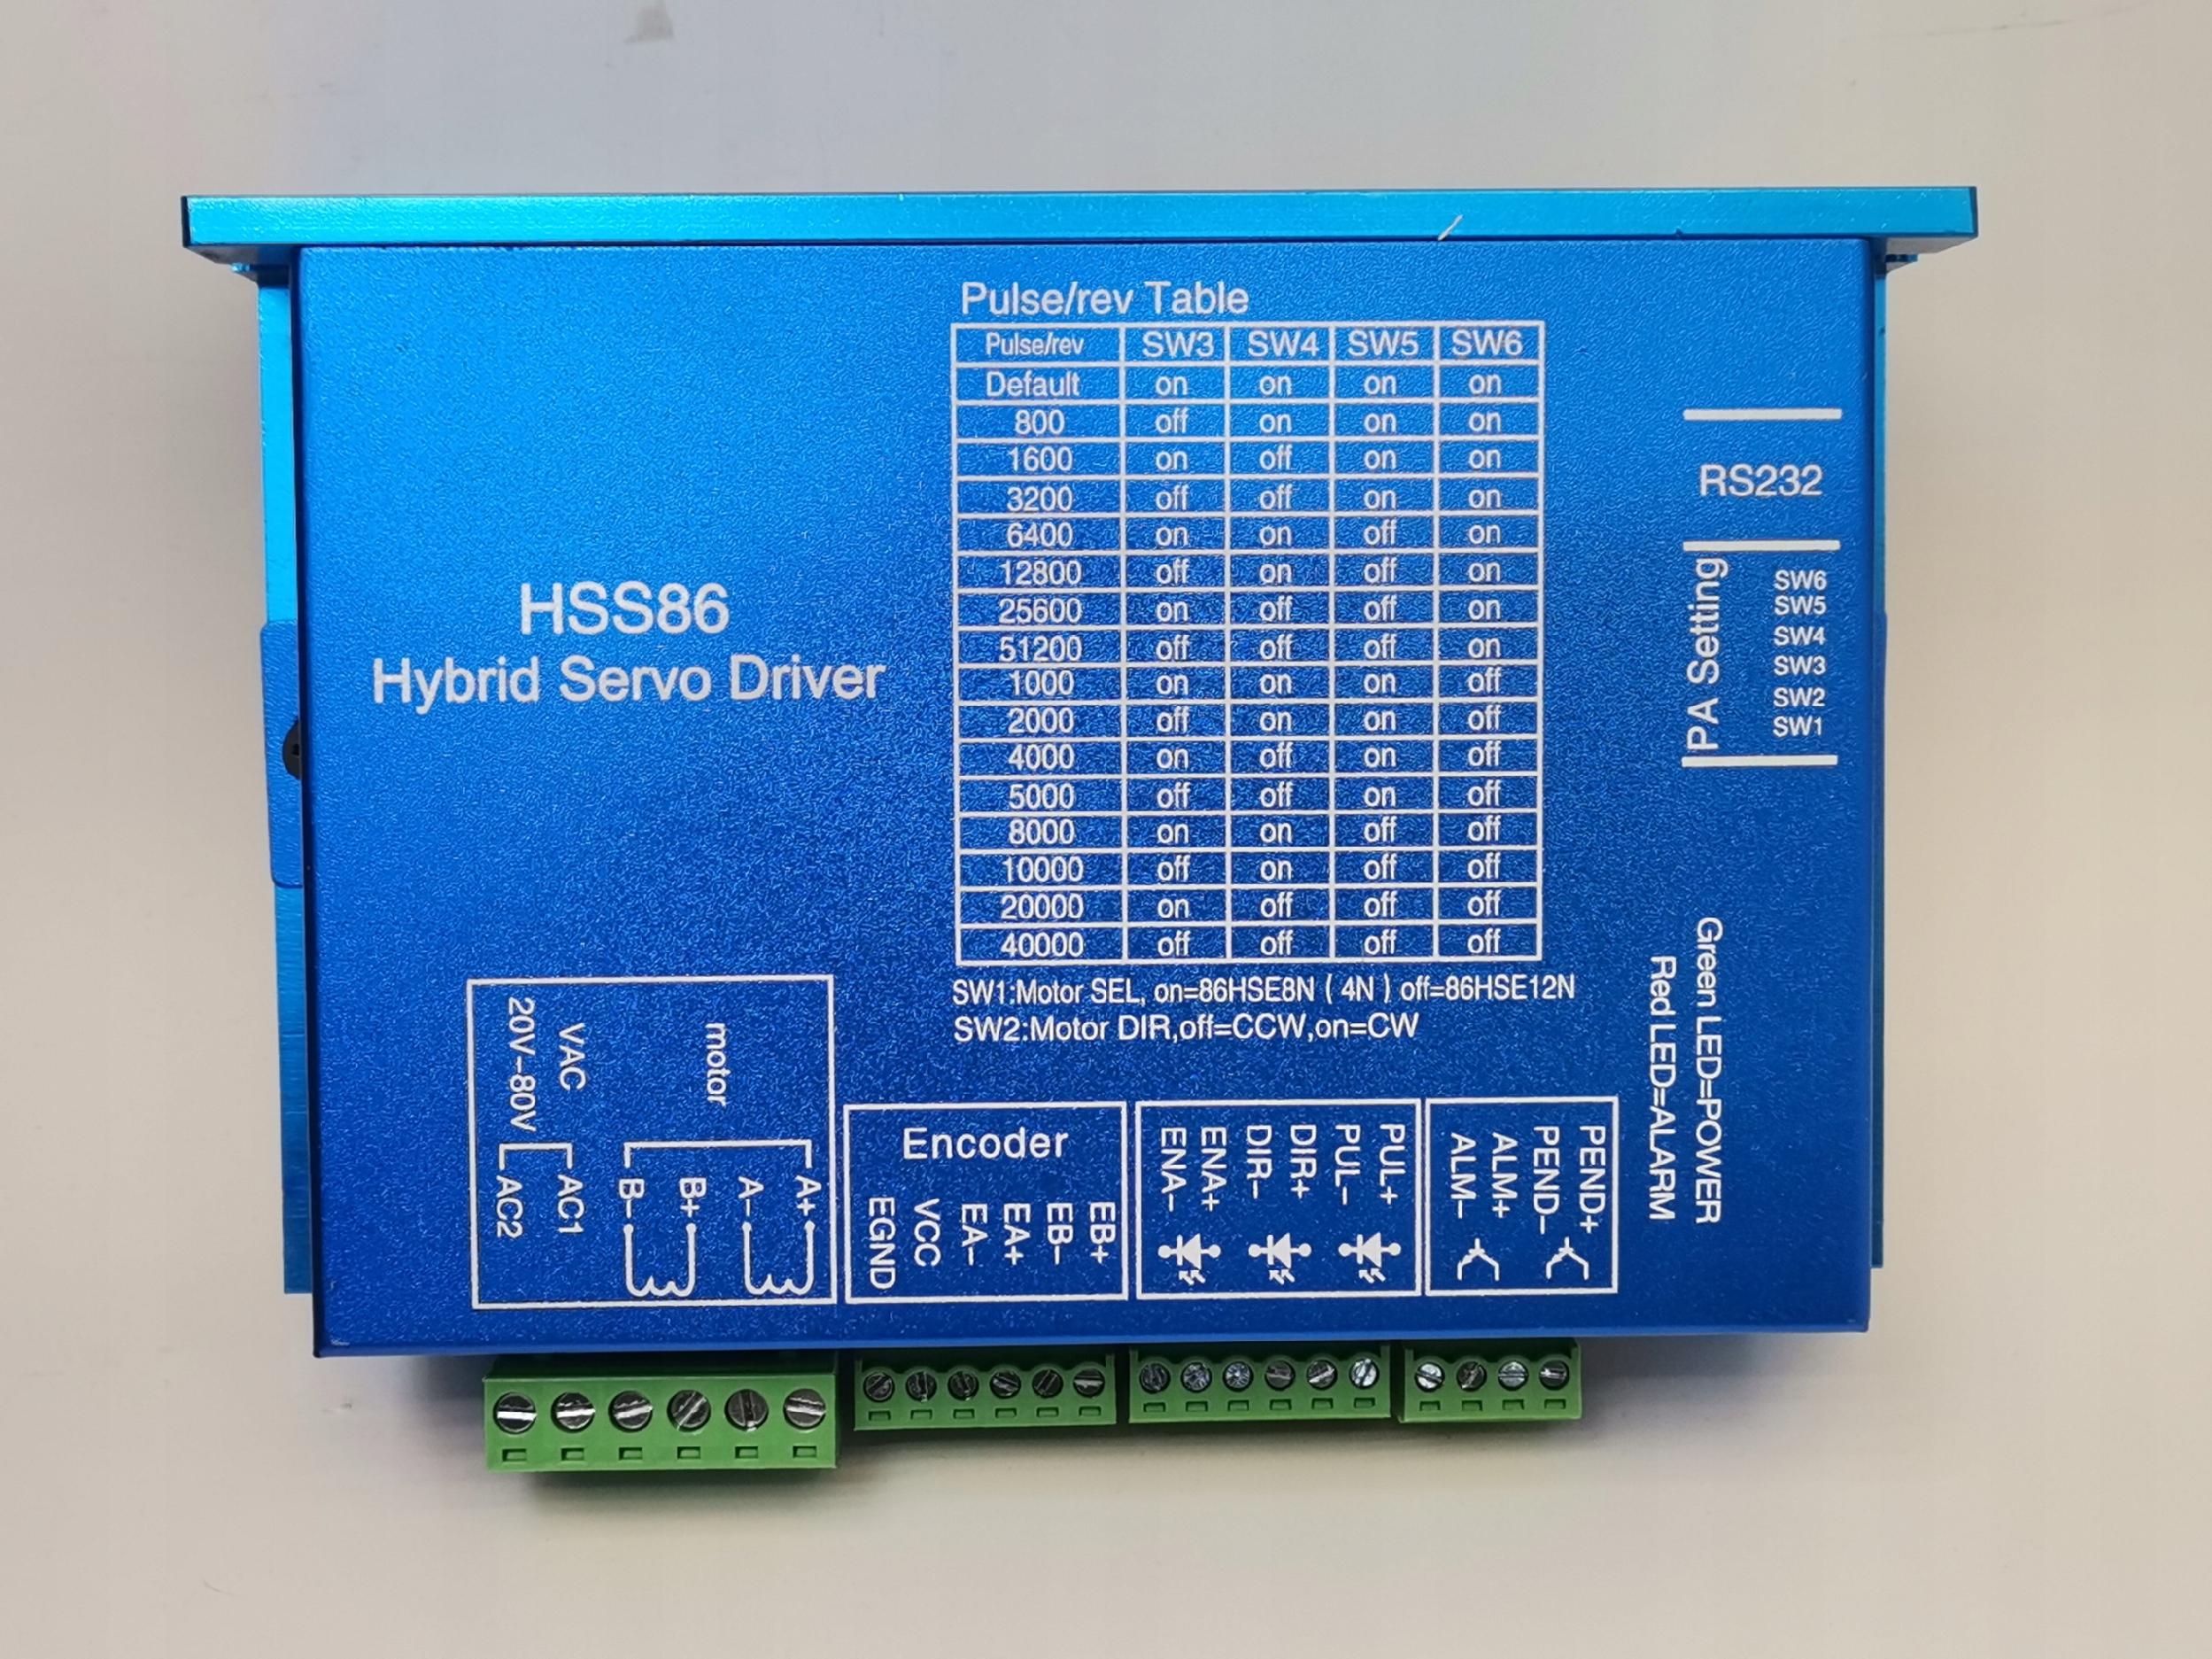 HSS86
Hybrid Servo Driver
Pulse/rev Table
Pulse/rev SW3 SW4 SW5 SW6
Default on on on on
800 off on on on
1600 on off on on
3200 off off on on
6400 on on off on
12800 off on off on
25600 on off off on
51200 off off off on
1000 on on on off
2000 off on on off
4000 on off on off
5000 off off on off
8000 on on off off
10000 off on off off
20000 on off off off
40000 off off off off
SW1:Motor SEL, on=86HSE8N ( 4N ) off=86HSE12N
SW2:Motor DIR,off=CCW,on=CW
RS232
PA Setting
SW6
SW5
SW4
SW3
SW2
SW1
Green LED=POWER
Red LED=ALARM
motor
VAC
20V-80V
A+
A-
B+
B-
AC1
AC2
Encoder
EB+
EB-
EA+
EA-
VCC
EGND
PUL+
PUL-
DIR+
DIR-
ENA+
ENA-
PEND+
PEND-
ALM+
ALM-